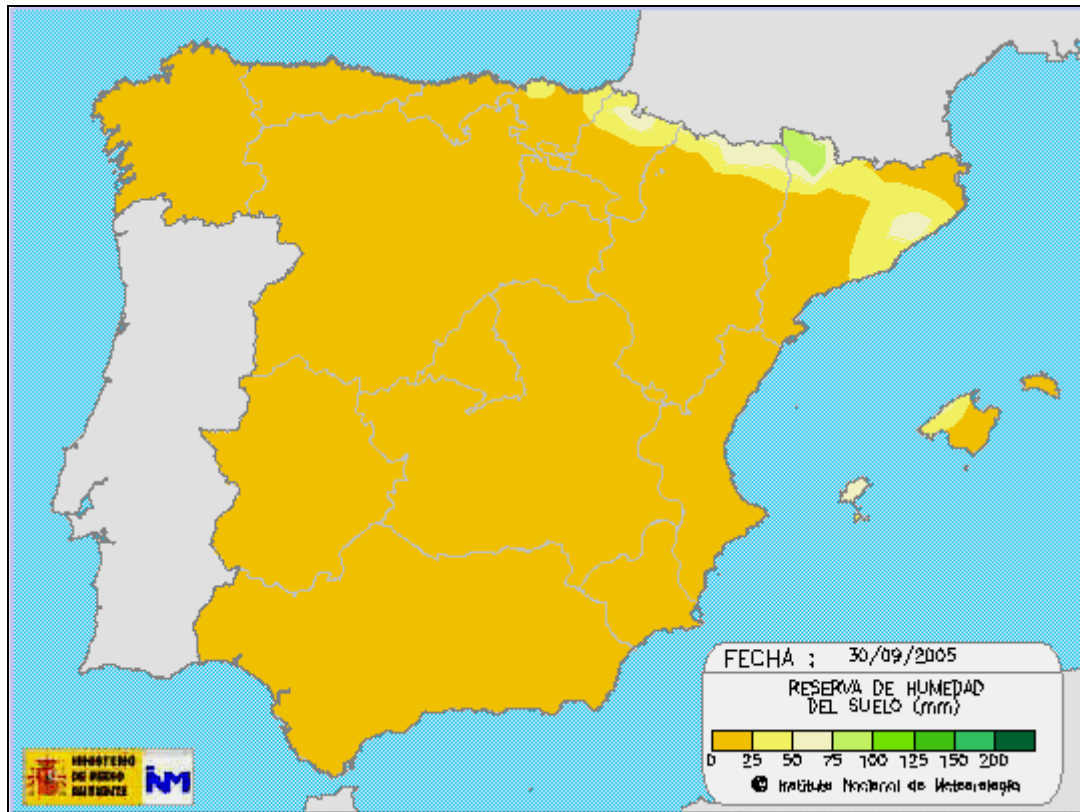 FECHA : 30/09/2005
RESERVA DE HUMEDAD
DEL SUELO (mm)
0 25 50 75 100 125 150 200
© Instituto Nacional de Meteorología
MINISTERIO
DE MEDIO
AMBIENTE
INM